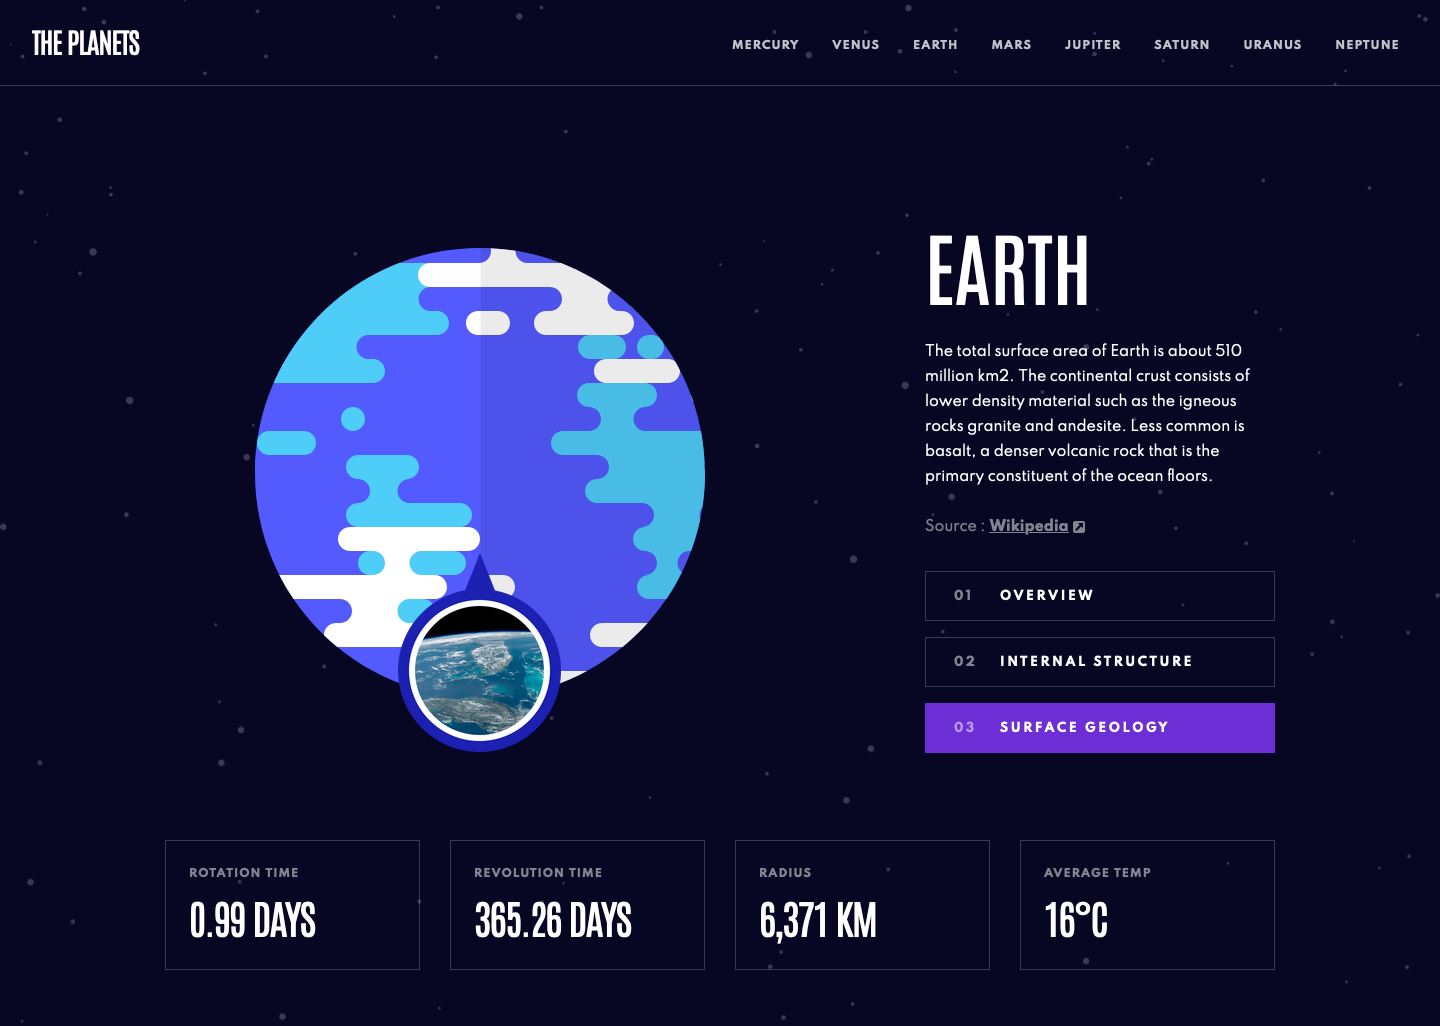 THE PLANETS
MERCURY VENUS EARTH MARS JUPITER SATURN URANUS NEPTUNE
EARTH
The total surface area of Earth is about 510
million km2. The continental crust consists of
lower density material such as the igneous
rocks granite and andesite. Less common is
basalt, a denser volcanic rock that is the
primary constituent of the ocean floors.
Source : Wikipedia
01 OVERVIEW
02 INTERNAL STRUCTURE
03 SURFACE GEOLOGY
ROTATION TIME
0.99 DAYS
REVOLUTION TIME
365.26 DAYS
RADIUS
6,371 KM
AVERAGE TEMP
16°C